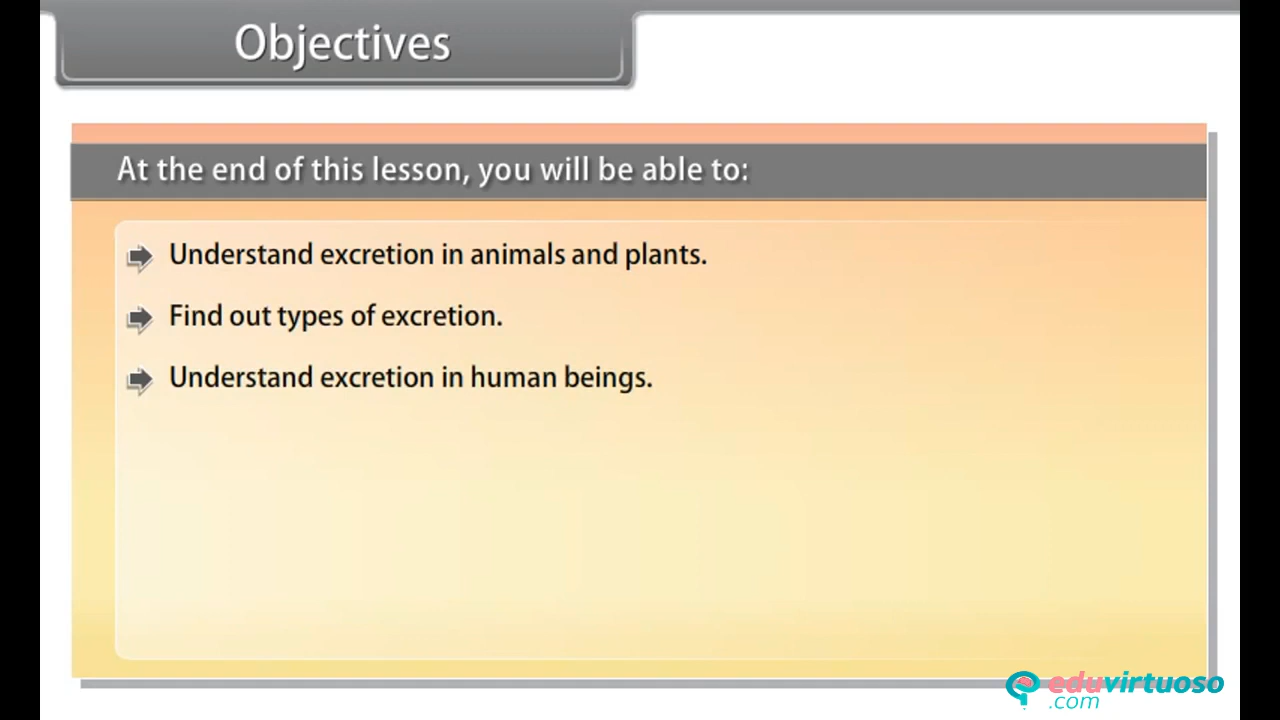 Objectives
At the end of this lesson, you will be able to:
Understand excretion in animals and plants.
Find out types of excretion.
Understand excretion in human beings.
eduvirtuoso
.com